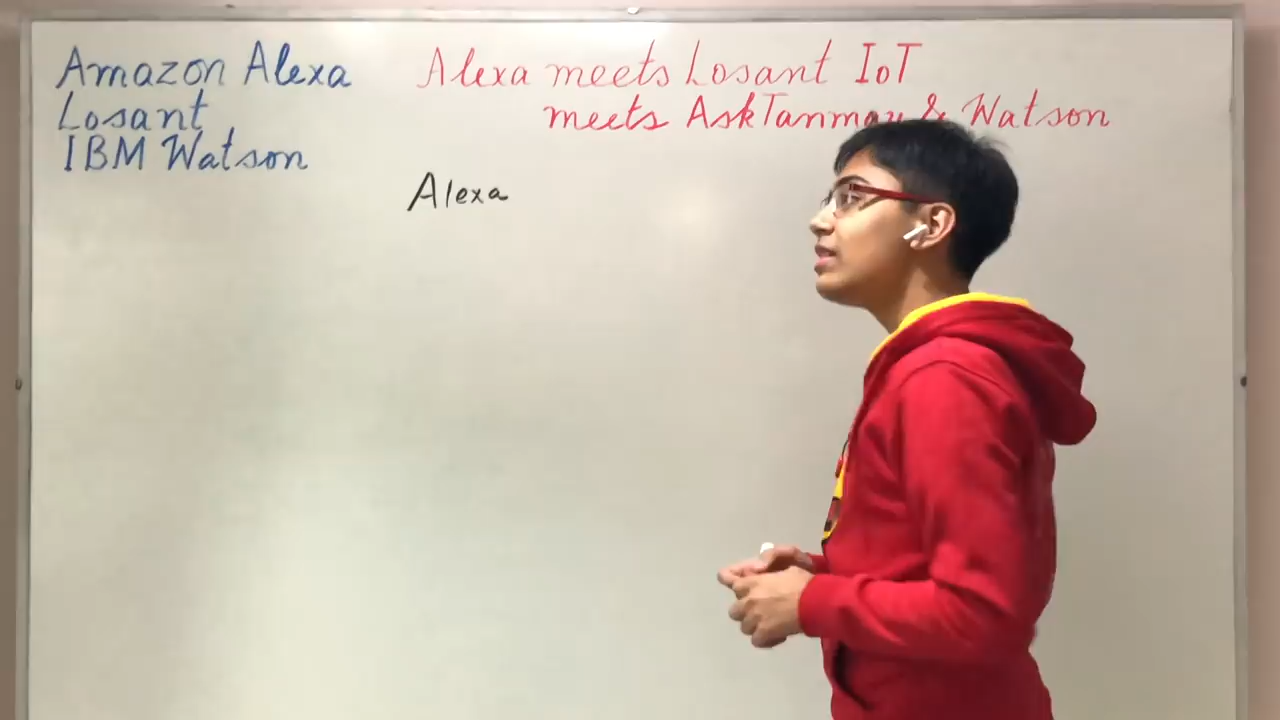 Amazon Alexa
Losant
IBM Watson
Alexa meets Losant IoT
meets AskTanmay & Watson
Alexa